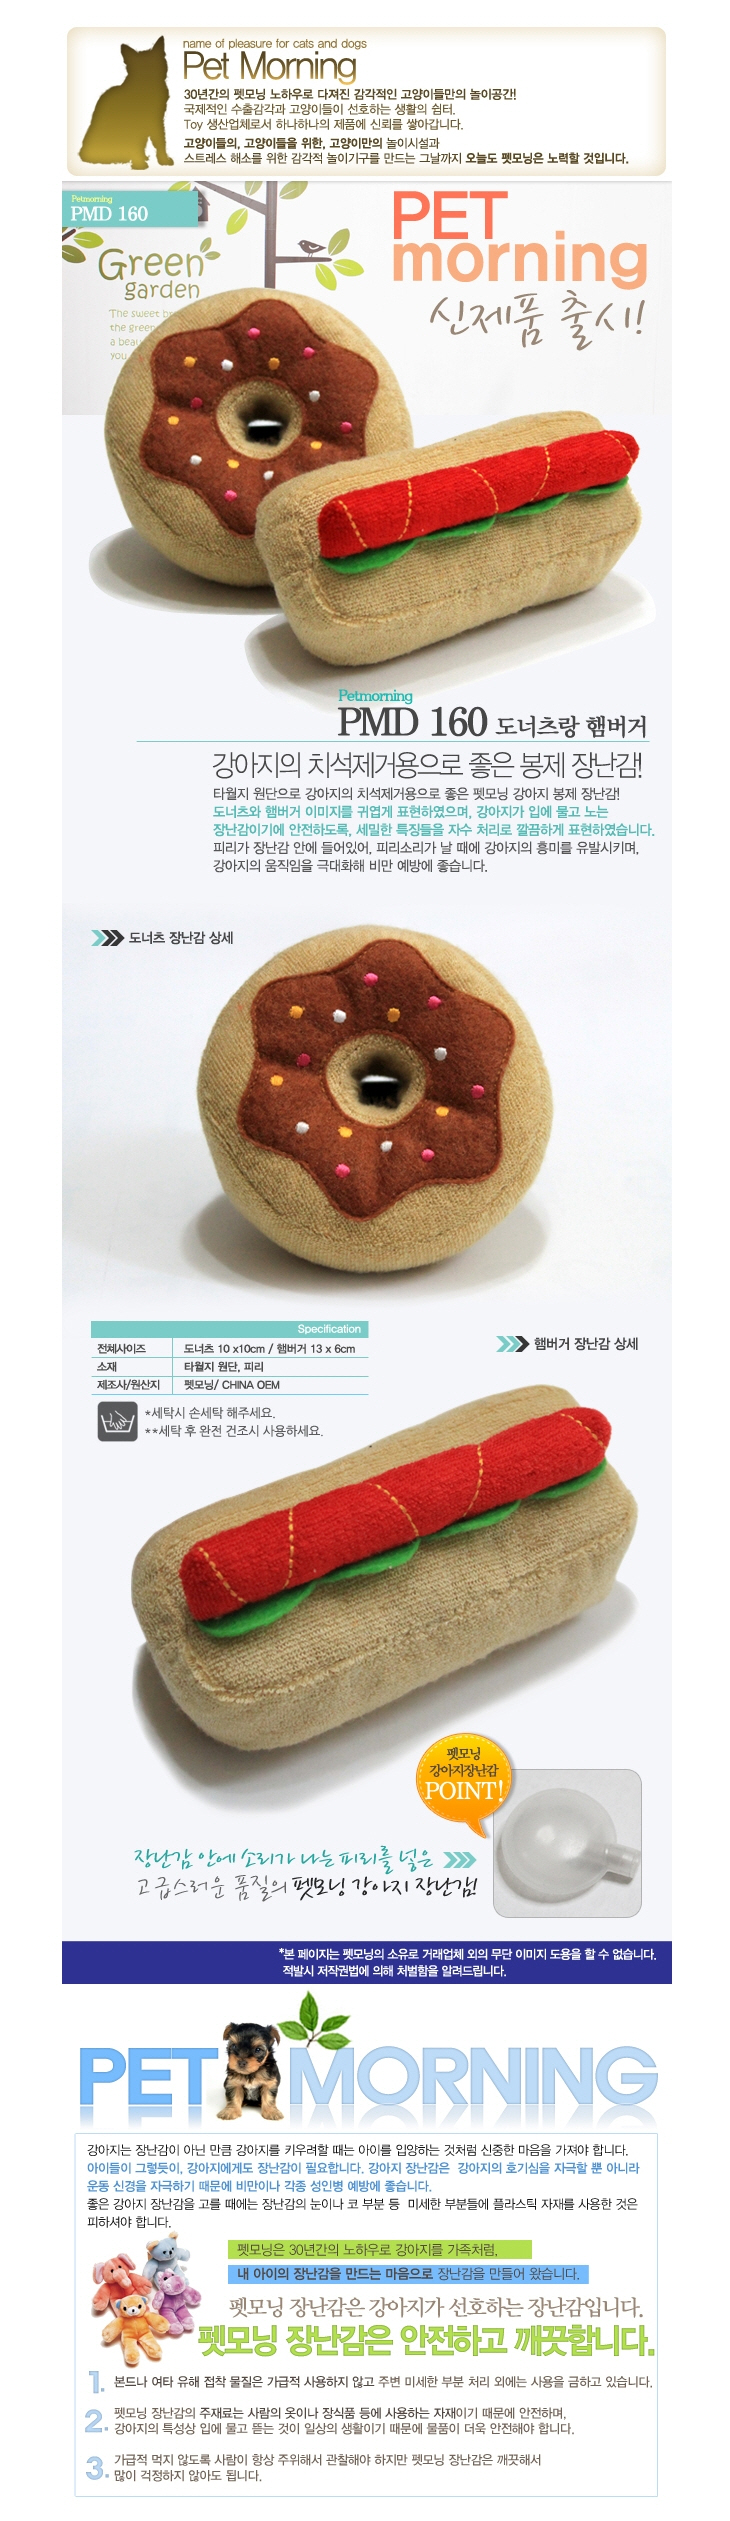 name of pleasure for cats and dogs
Pet Morning
30년간의 펫모닝 노하우로 다져진 감각적인 고양이들만의 놀이공간!
국제적인 수출감각과 고양이들이 선호하는 생활의 쉼터.
Toy 생산업체로서 하나하나의 제품에 신뢰를 쌓아갑니다.
고양이들의, 고양이들을 위한, 고양이만의 놀이시설과
스트레스 해소를 위한 감각적 놀이기구를 만드는 그날까지 오늘도 펫모닝은 노력할 것입니다.
Petmorning
PMD 160
Green
garden
The sweet br
the green
a beau
you
PET
morning
신제품 출시!
Petmorning
PMD 160 도너츠랑 햄버거
강아지의 치석제거용으로 좋은 봉제 장난감!
타월지 원단으로 강아지의 치석제거용으로 좋은 펫모닝 강아지 봉제 장난감!
도너츠와 햄버거 이미지를 귀엽게 표현하였으며, 강아지가 입에 물고 노는
장난감이기에 안전하도록, 세밀한 특징들을 자수 처리로 깔끔하게 표현하였습니다.
피리가 장난감 안에 들어있어, 피리소리가 날 때에 강아지의 흥미를 유발시키며,
강아지의 움직임을 극대화해 비만 예방에 좋습니다.
도너츠 장난감 상세
Specification
전체사이즈 도너츠 10 x10cm / 햄버거 13 x 6cm
소재 타월지 원단, 피리
제조사/원산지 펫모닝/ CHINA OEM
*세탁시 손세탁 해주세요.
**세탁 후 완전 건조시 사용하세요.
햄버거 장난감 상세
펫모닝
강아지장난감
POINT!
장난감 안에 소리가 나는 피리를 넣은
고급스러운 품질의 펫모닝 강아지 장난감!
*본 페이지는 펫모닝의 소유로 거래업체 외의 무단 이미지 도용을 할 수 없습니다.
적발시 저작권법에 의해 처벌함을 알려드립니다.
PET MORNING
강아지는 장난감이 아닌 만큼 강아지를 키우려할 때는 아이를 입양하는 것처럼 신중한 마음을 가져야 합니다.
아이들이 그렇듯이, 강아지에게도 장난감이 필요합니다. 강아지 장난감은 강아지의 호기심을 자극할 뿐 아니라
운동 신경을 자극하기 때문에 비만이나 각종 성인병 예방에 좋습니다.
좋은 강아지 장난감을 고를 때에는 장난감의 눈이나 코 부분 등 미세한 부분들에 플라스틱 자재를 사용한 것은
피하셔야 합니다.
펫모닝은 30년간의 노하우로 강아지를 가족처럼,
내 아이의 장난감을 만드는 마음으로 장난감을 만들어 왔습니다.
펫모닝 장난감은 강아지가 선호하는 장난감입니다.
펫모닝 장난감은 안전하고 깨끗합니다.
1. 본드나 여타 유해 접착 물질은 가급적 사용하지 않고 주변 미세한 부분 처리 외에는 사용을 금하고 있습니다.
2. 펫모닝 장난감의 주재료는 사람의 옷이나 장식품 등에 사용하는 자재이기 때문에 안전하며,
강아지의 특성상 입에 물고 뜯는 것이 일상의 생활이기 때문에 물품이 더욱 안전해야 합니다.
3. 가급적 먹지 않도록 사람이 항상 주위해서 관찰해야 하지만 펫모닝 장난감은 깨끗해서
많이 걱정하지 않아도 됩니다.